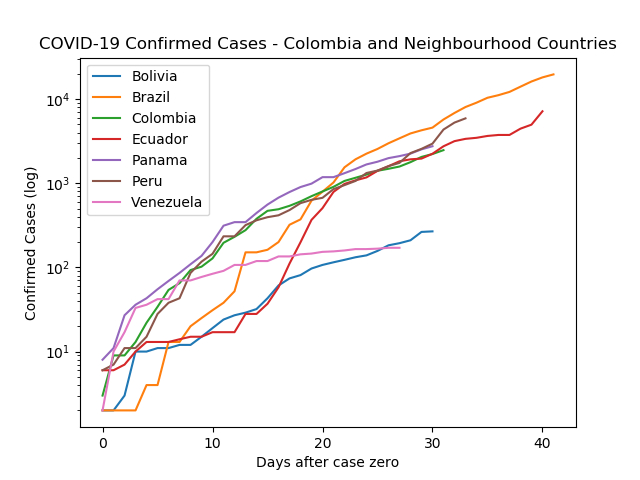 COVID-19 Confirmed Cases - Colombia and Neighbourhood Countries
Bolivia
Brazil
Colombia
Ecuador
Panama
Peru
Venezuela
Confirmed Cases (log)
10⁴
10³
10²
10¹
0 10 20 30 40
Days after case zero